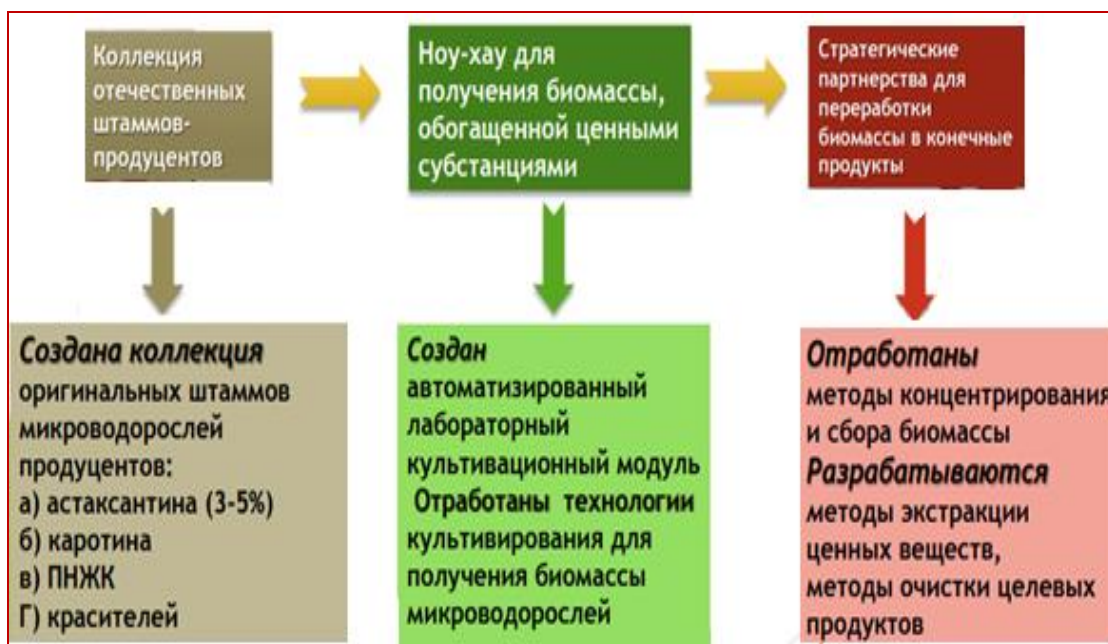 Коллекция
отечественных
штаммов-
продуцентов
Ноу-хау для
получения биомассы,
обогащенной ценными
субстанциями
Стратегические
партнерства для
переработки
биомассы в конечные
продукты
Создана коллекция
оригинальных штаммов
микроводорослей
продуцентов:
а) астаксантина (3-5%)
б) каротина
в) ПНЖК
Г) красителей
Создан
автоматизированный
лабораторный
культивационный модуль
Отработаны технологии
культивирования для
получения биомассы
микроводорослей
Отработаны
методы концентрирования
и сбора биомассы
Разрабатываются
методы экстракции
ценных веществ,
методы очистки целевых
продуктов